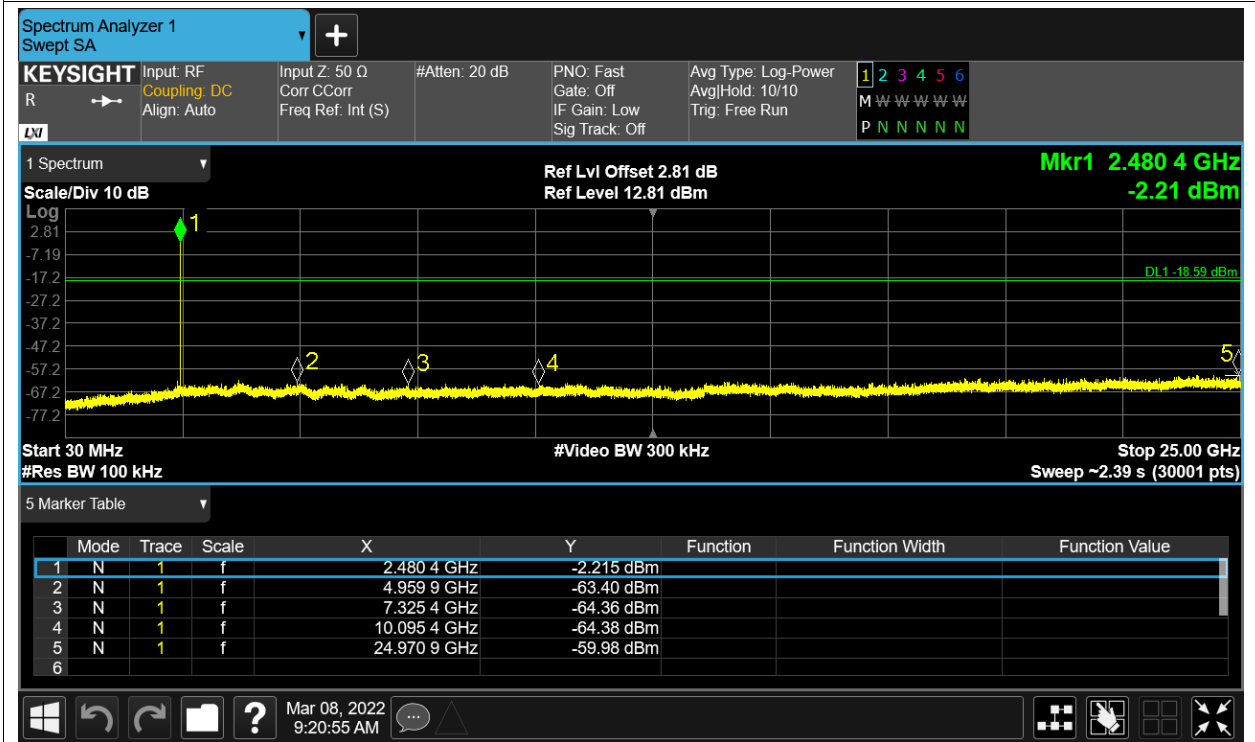 Spectrum Analyzer 1
Swept SA
KEYSIGHT
R
LXI
Input: RF
Coupling: DC
Align: Auto
Input Z: 50 Ω
Corr CCorr
Freq Ref: Int (S)
#Atten: 20 dB
PNO: Fast
Gate: Off
IF Gain: Low
Sig Track: Off
Avg Type: Log-Power
Avg|Hold: 10/10
Trig: Free Run
1 2 3 4 5 6
M W W W W W
P N N N N N
1 Spectrum
Scale/Div 10 dB
Ref Lvl Offset 2.81 dB
Ref Level 12.81 dBm
Mkr1 2.480 4 GHz
-2.21 dBm
Log
2.81
-7.19
-17.2
-27.2
-37.2
-47.2
-57.2
-67.2
-77.2
1
DL1 -18.59 dBm
2
3
4
5
Start 30 MHz
#Video BW 300 kHz
Stop 25.00 GHz
#Res BW 100 kHz
Sweep ~2.39 s (30001 pts)
5 Marker Table
Mode Trace Scale X Y Function Function Width Function Value
1 N 1 f 2.480 4 GHz -2.215 dBm
2 N 1 f 4.959 9 GHz -63.40 dBm
3 N 1 f 7.325 4 GHz -64.36 dBm
4 N 1 f 10.095 4 GHz -64.38 dBm
5 N 1 f 24.970 9 GHz -59.98 dBm
6
?
Mar 08, 2022
9:20:55 AM